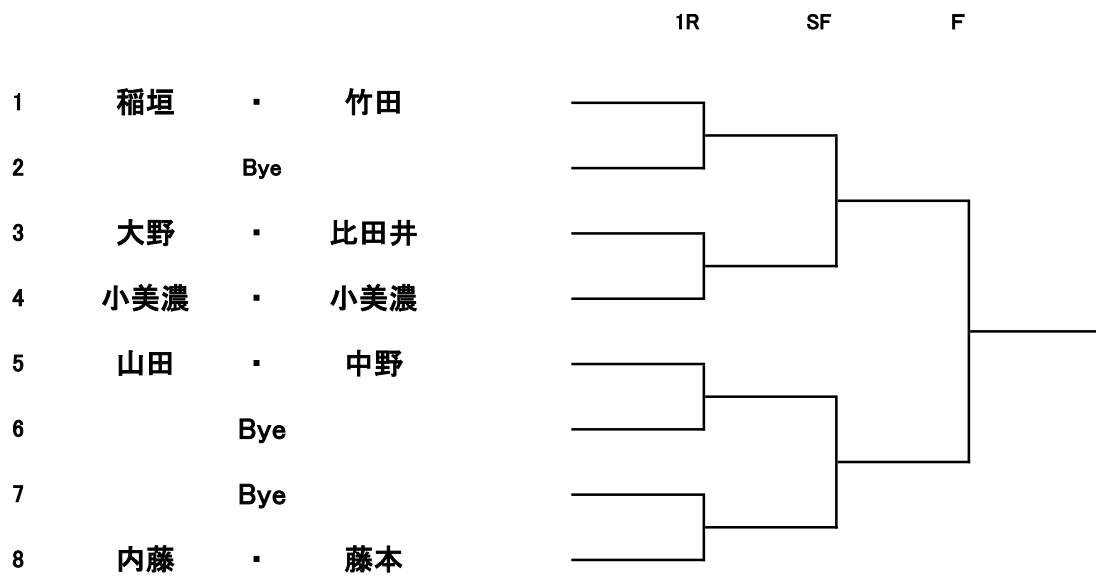 1R SF F
1 稲垣 ・ 竹田
2 Bye
3 大野 ・ 比田井
4 小美濃 ・ 小美濃
5 山田 ・ 中野
6 Bye
7 Bye
8 内藤 ・ 藤本